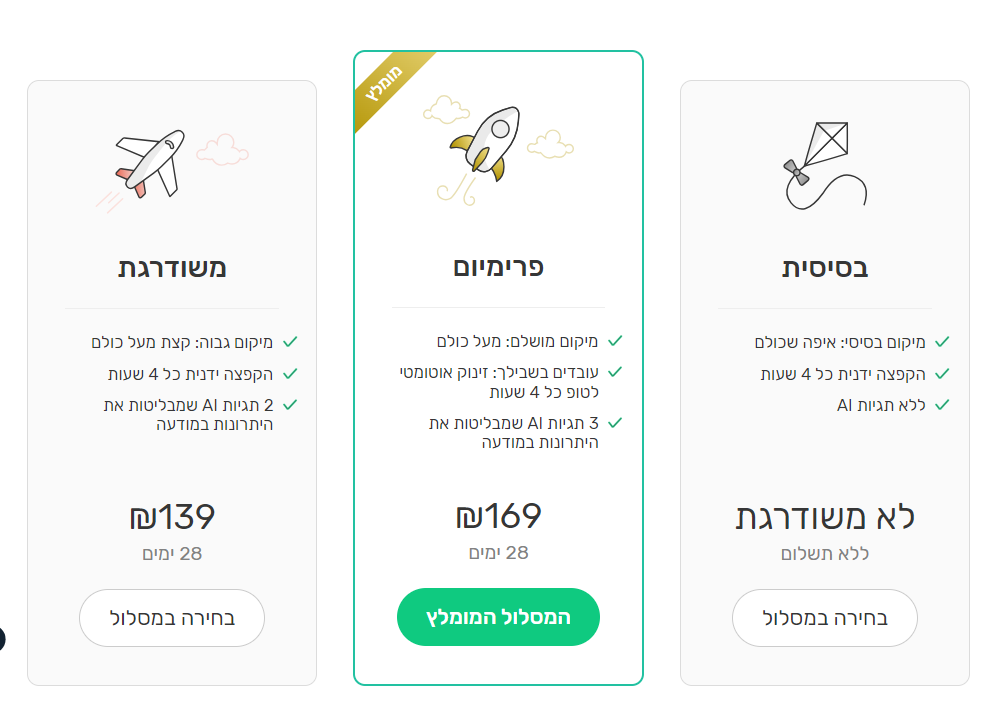 בסיסית
מיקום בסיסי: איפה שכולם
הקפצה ידנית כל 4 שעות
ללא תגיות AI
לא משודרגת
ללא תשלום
בחירה במסלול
מומלץ
פרימיום
מיקום מושלם: מעל כולם
עובדים בשבילך: זינוק אוטומטי
לטופ כל 4 שעות
3 תגיות AI שמבליטות את
היתרונות במודעה
₪169
28 ימים
המסלול המומלץ
משודרגת
מיקום גבוה: קצת מעל כולם
הקפצה ידנית כל 4 שעות
2 תגיות AI שמבליטות את
היתרונות במודעה
₪139
28 ימים
בחירה במסלול